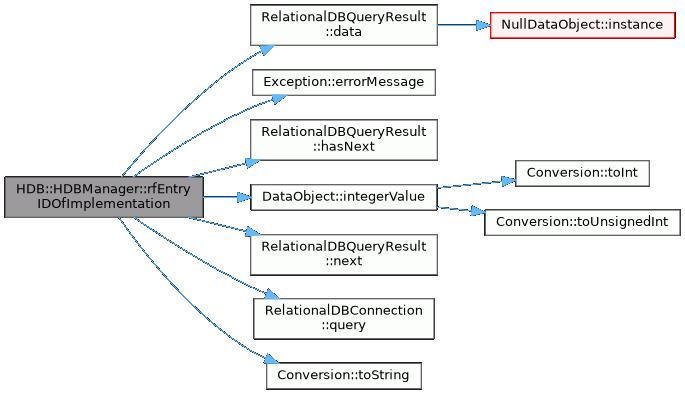 RelationalDBQueryResult
::data
NullDataObject::instance
Exception::errorMessage
RelationalDBQueryResult
::hasNext
HDB::HDBManager::rfEntry
IDOfImplementation
DataObject::integerValue
Conversion::toInt
Conversion::toUnsignedInt
RelationalDBQueryResult
::next
RelationalDBConnection
::query
Conversion::toString